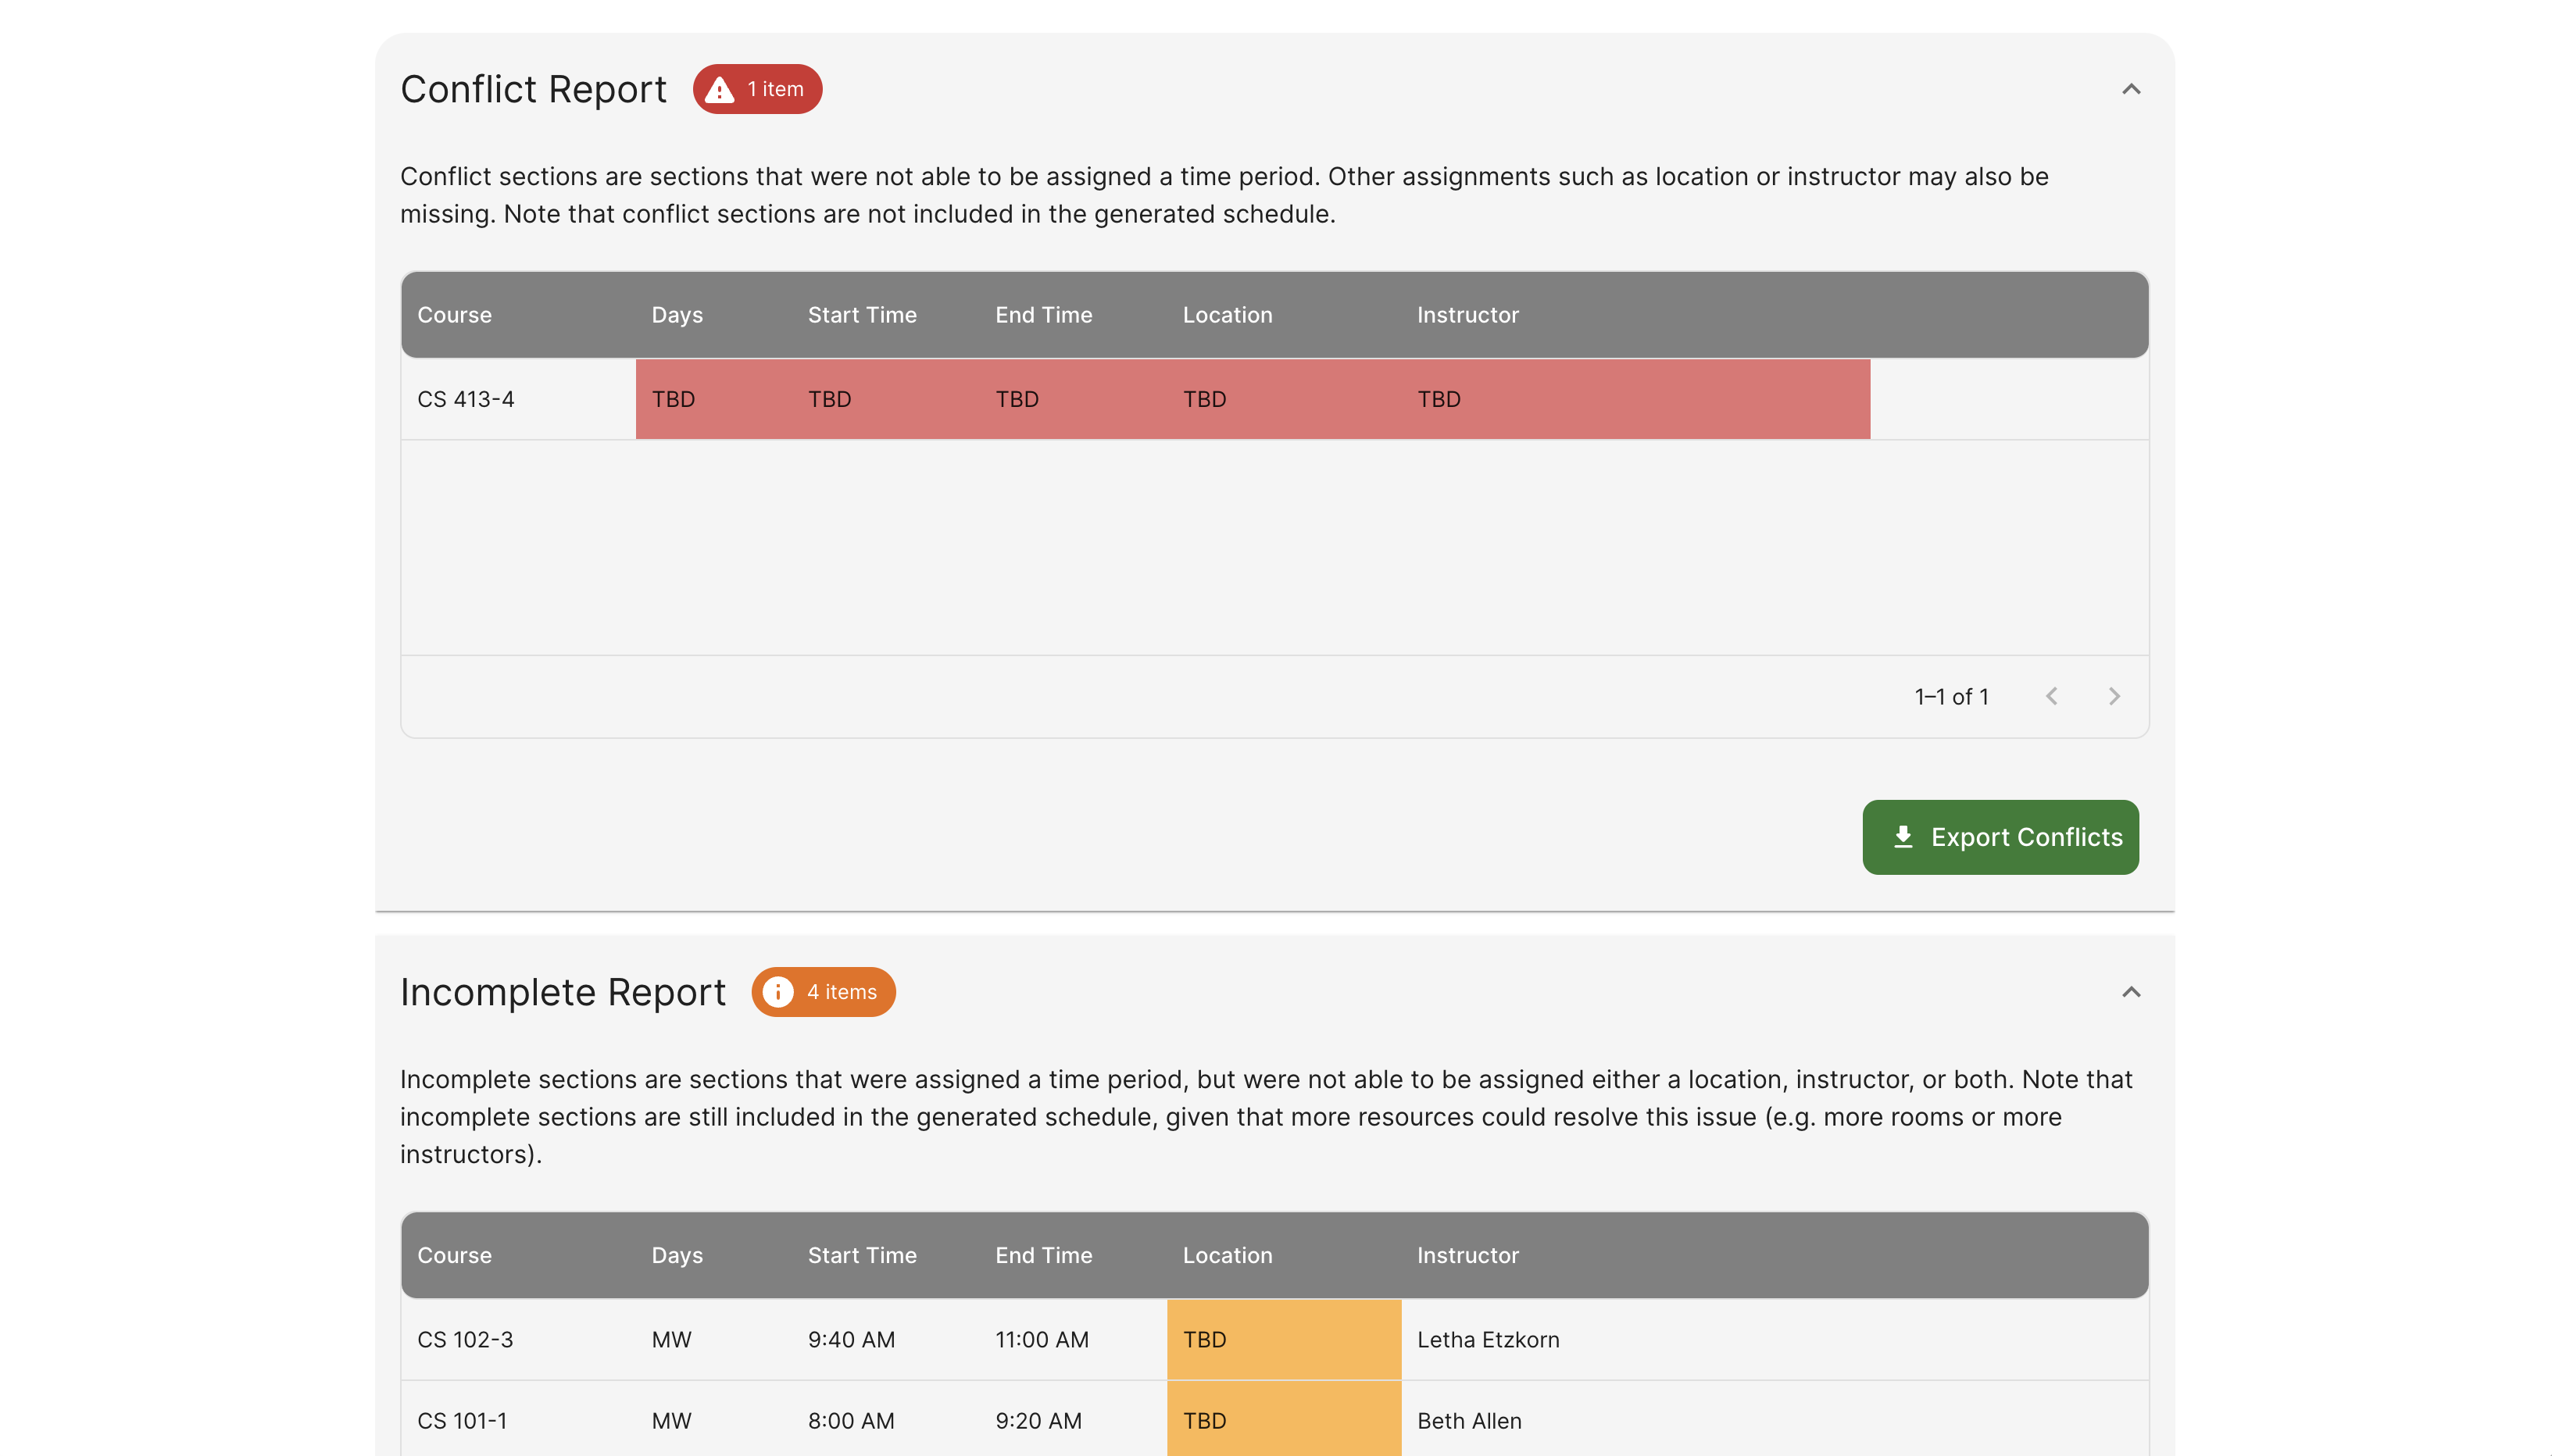 Conflict Report
1 item
Conflict sections are sections that were not able to be assigned a time period. Other assignments such as location or instructor may also be
missing. Note that conflict sections are not included in the generated schedule.
Course Days Start Time End Time Location Instructor
CS 413-4 TBD TBD TBD TBD TBD
1–1 of 1
Export Conflicts
Incomplete Report
4 items
Incomplete sections are sections that were assigned a time period, but were not able to be assigned either a location, instructor, or both. Note that
incomplete sections are still included in the generated schedule, given that more resources could resolve this issue (e.g. more rooms or more
instructors).
Course Days Start Time End Time Location Instructor
CS 102-3 MW 9:40 AM 11:00 AM TBD Letha Etzkorn
CS 101-1 MW 8:00 AM 9:20 AM TBD Beth Allen